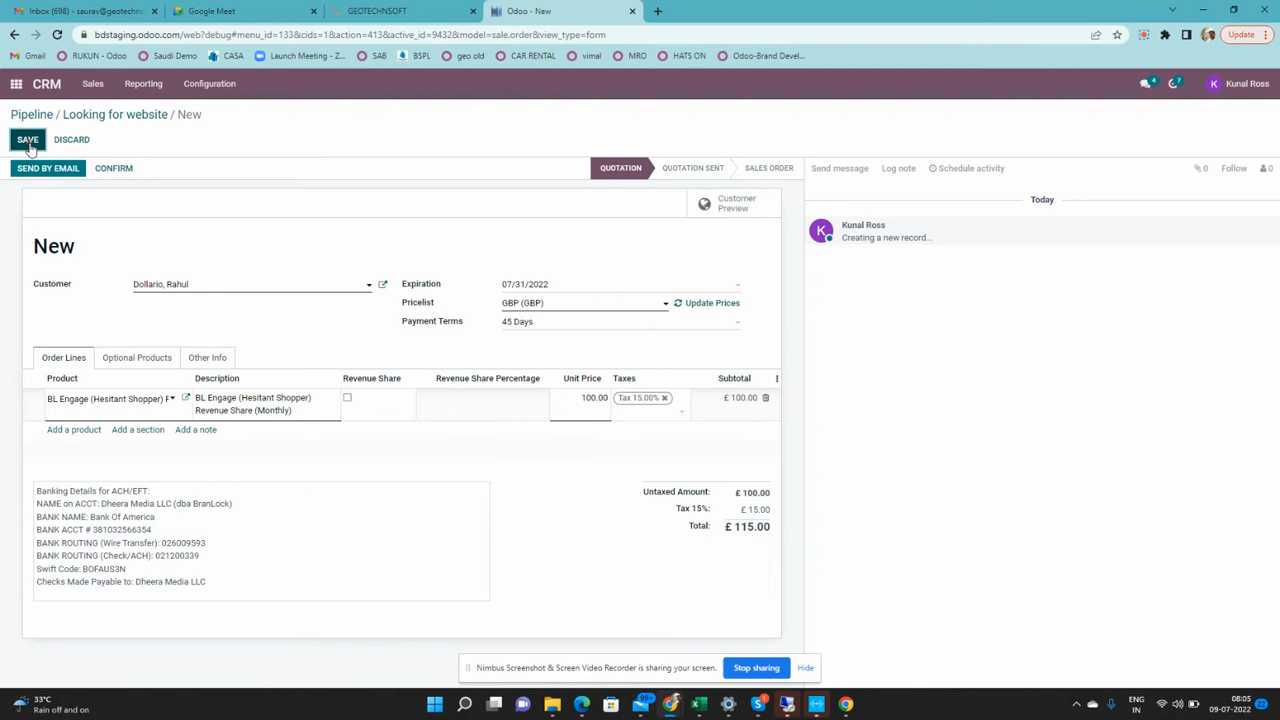 Inbox (698) - saurav@geotechns
Google Meet
GEOTECHNSOFT
Odoo - New
bdstaging.odoo.com/web?debug#menu_id=133&cids=1&action=413&active_id=9432&model=sale.order&view_type=form
Update
Gmail
RUKUN - Odoo
Saudi Demo
CASA
Launch Meeting - Z...
SAB
BSPL
geo old
CAR RENTAL
vimal
MRO
HATS ON
Odoo-Brand Devel...
CRM
Sales
Reporting
Configuration
4
7
K
Kunal Ross
Pipeline / Looking for website / New
SAVE
DISCARD
SEND BY EMAIL
CONFIRM
QUOTATION
QUOTATION SENT
SALES ORDER
Send message
Log note
Schedule activity
0
Follow
0
Customer
Preview
Today
K
Kunal Ross
Creating a new record...
New
Customer
Dollario, Rahul
Expiration
07/31/2022
Pricelist
GBP (GBP)
Update Prices
Payment Terms
45 Days
Order Lines
Optional Products
Other Info
Product
Description
Revenue Share
Revenue Share Percentage
Unit Price
Taxes
Subtotal
BL Engage (Hesitant Shopper) F
BL Engage (Hesitant Shopper)
Revenue Share (Monthly)
100.00
Tax 15.00%
£ 100.00
Add a product
Add a section
Add a note
Banking Details for ACH/EFT:
NAME on ACCT: Dheera Media LLC (dba BranLock)
BANK NAME: Bank Of America
BANK ACCT # 381032566354
BANK ROUTING (Wire Transfer): 026009593
BANK ROUTING (Check/ACH): 021200339
Swift Code: BOFAUS3N
Checks Made Payable to: Dheera Media LLC
Untaxed Amount:
£ 100.00
Tax 15%:
£ 15.00
Total:
£ 115.00
Nimbus Screenshot & Screen Video Recorder is sharing your screen.
Stop sharing
Hide
33°C
Rain off and on
99+
1
ENG
IN
08:05
09-07-2022